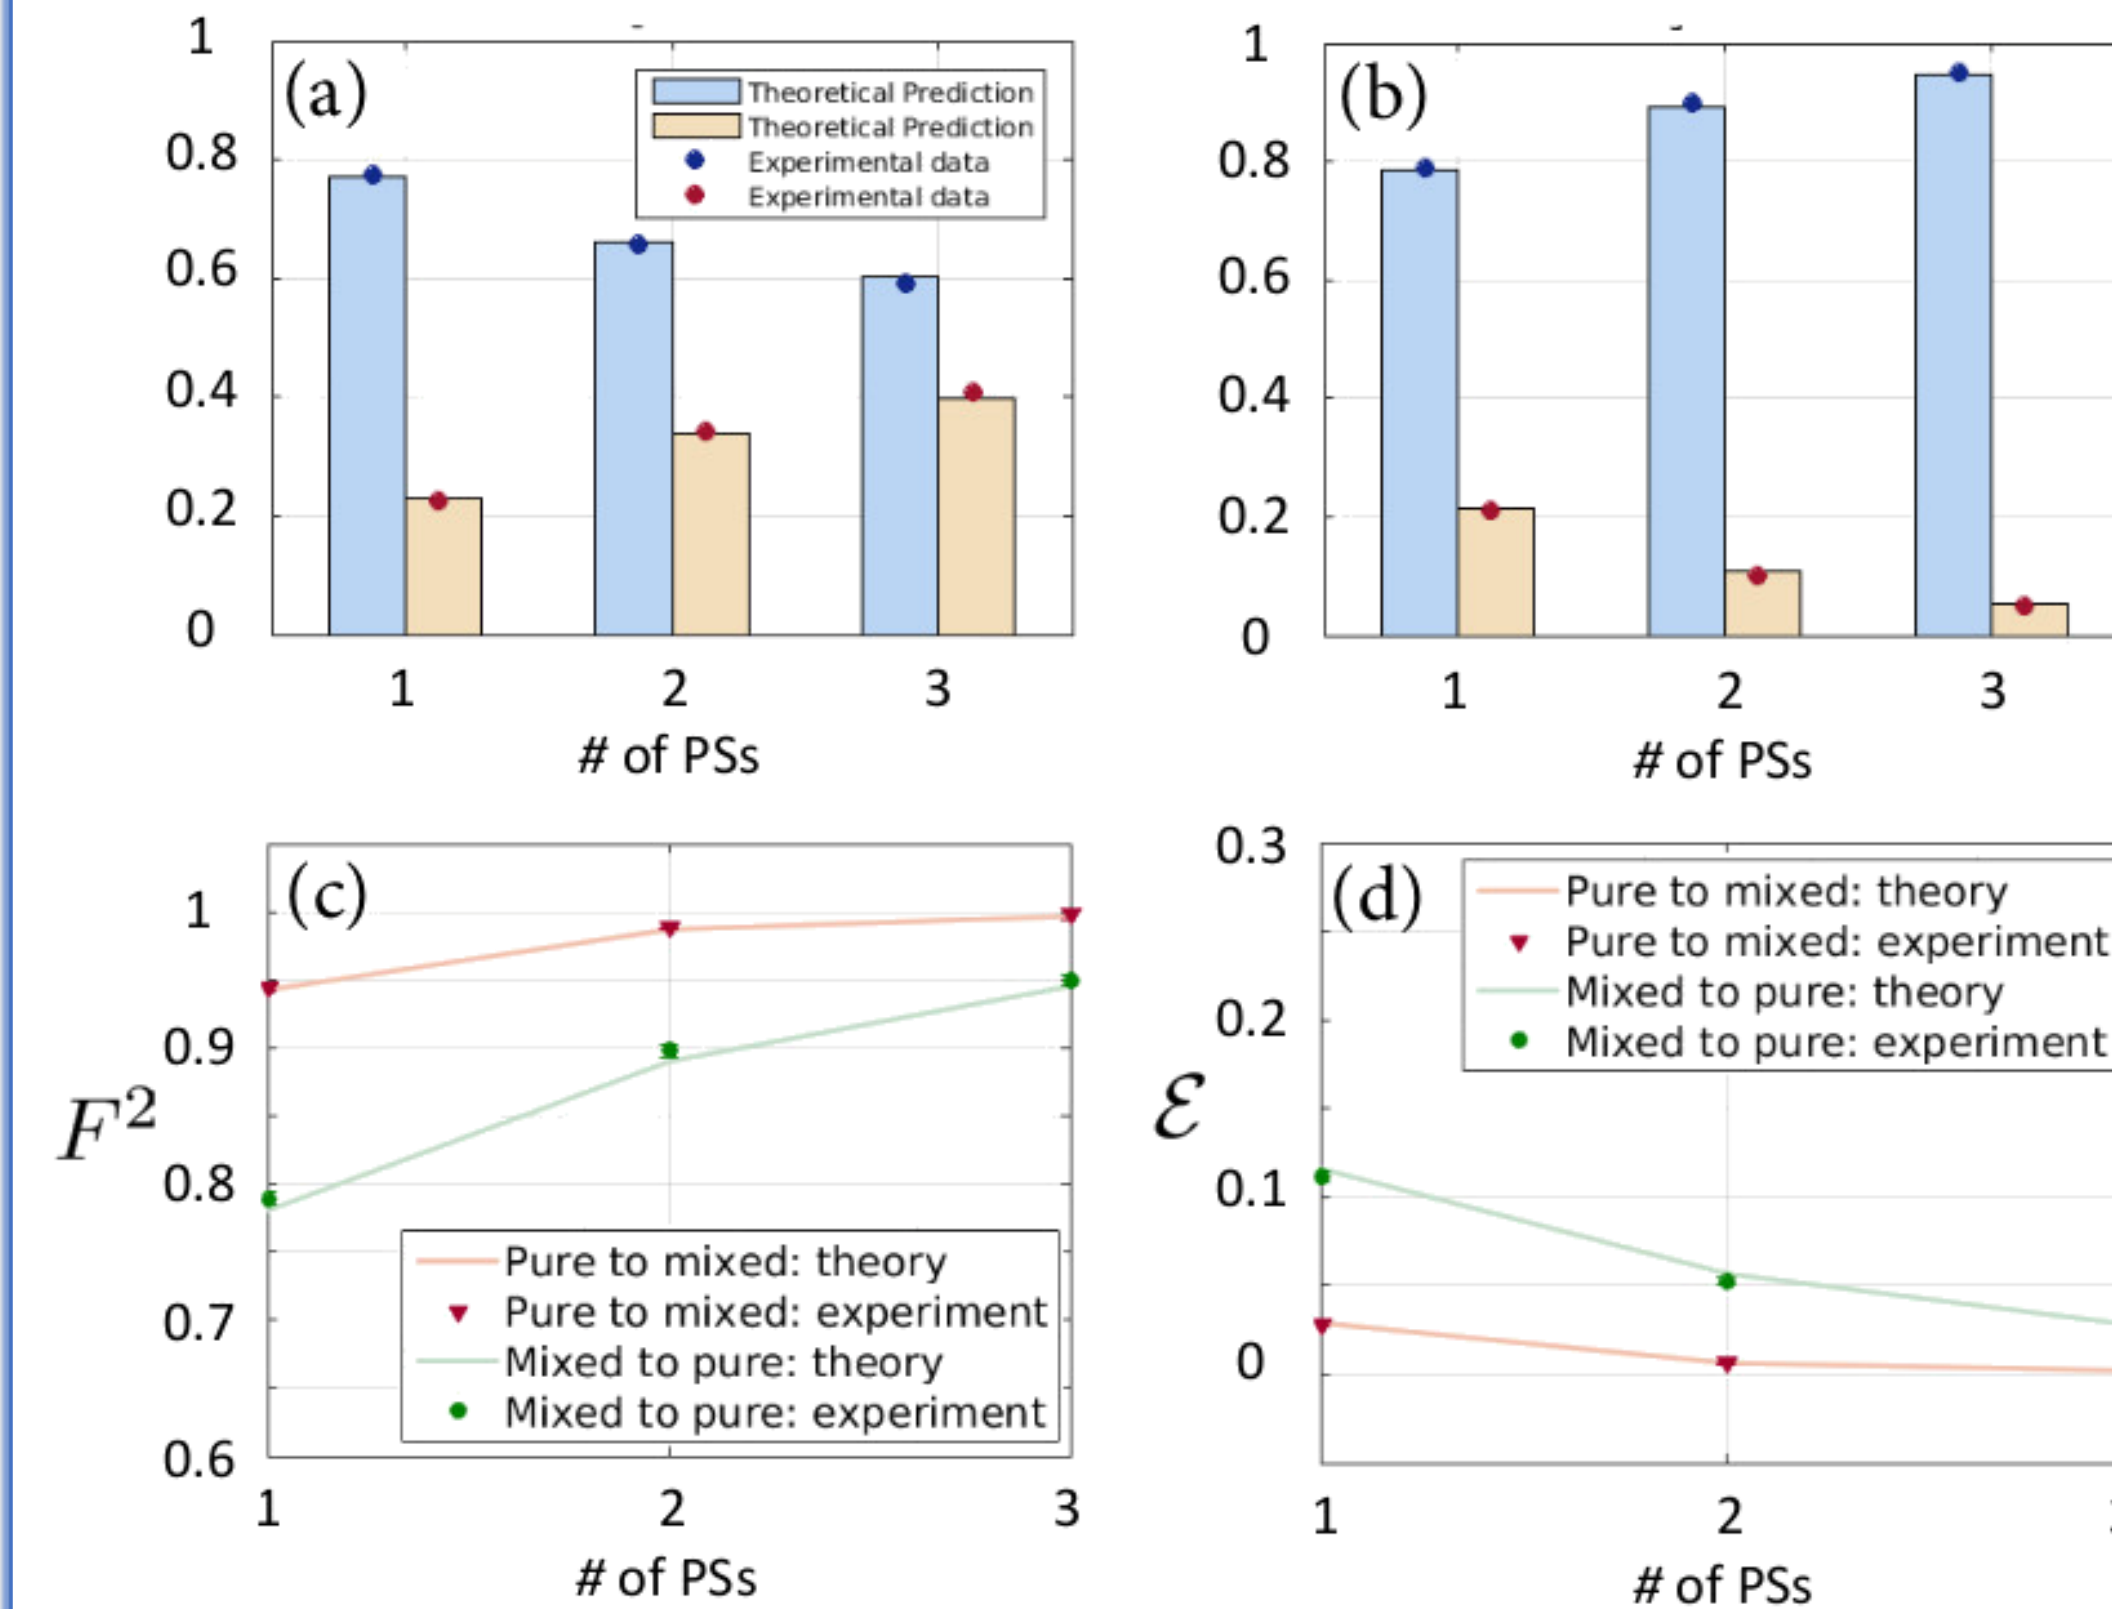 (a)
1
0.8
0.6
0.4
0.2
0
Theoretical Prediction
Theoretical Prediction
Experimental data
Experimental data
1 2 3
# of PSs
(b)
1
0.8
0.6
0.4
0.2
0
1 2 3
# of PSs
(c)
F²
1
0.9
0.8
0.7
0.6
Pure to mixed: theory
Pure to mixed: experiment
Mixed to pure: theory
Mixed to pure: experiment
1 2 3
# of PSs
(d)
ℰ
0.3
0.2
0.1
0
Pure to mixed: theory
Pure to mixed: experiment
Mixed to pure: theory
Mixed to pure: experiment
1 2
# of PSs